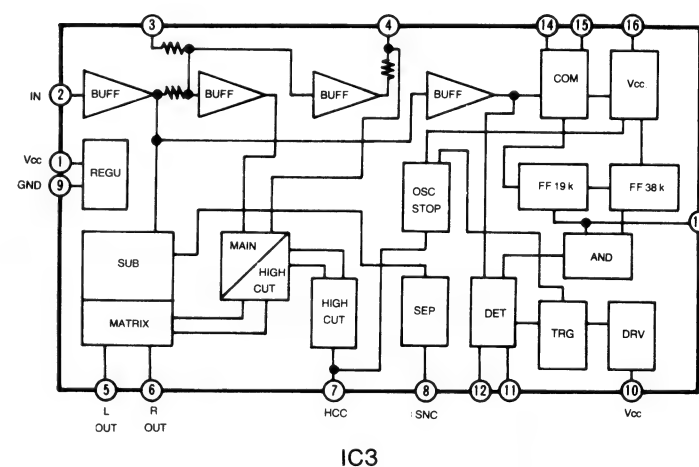 3 4 14 15 16
IN 2 BUFF BUFF BUFF BUFF COM Vcc
Vcc 1 REGU
GND 9
OSC STOP
FF 19 k FF 38 k
SUB MAIN HIGH CUT AND
HIGH CUT SEP DET TRG DRV
MATRIX
5 6 7 8 12 11 10
L R HCC SNC Vcc
OUT OUT
IC3